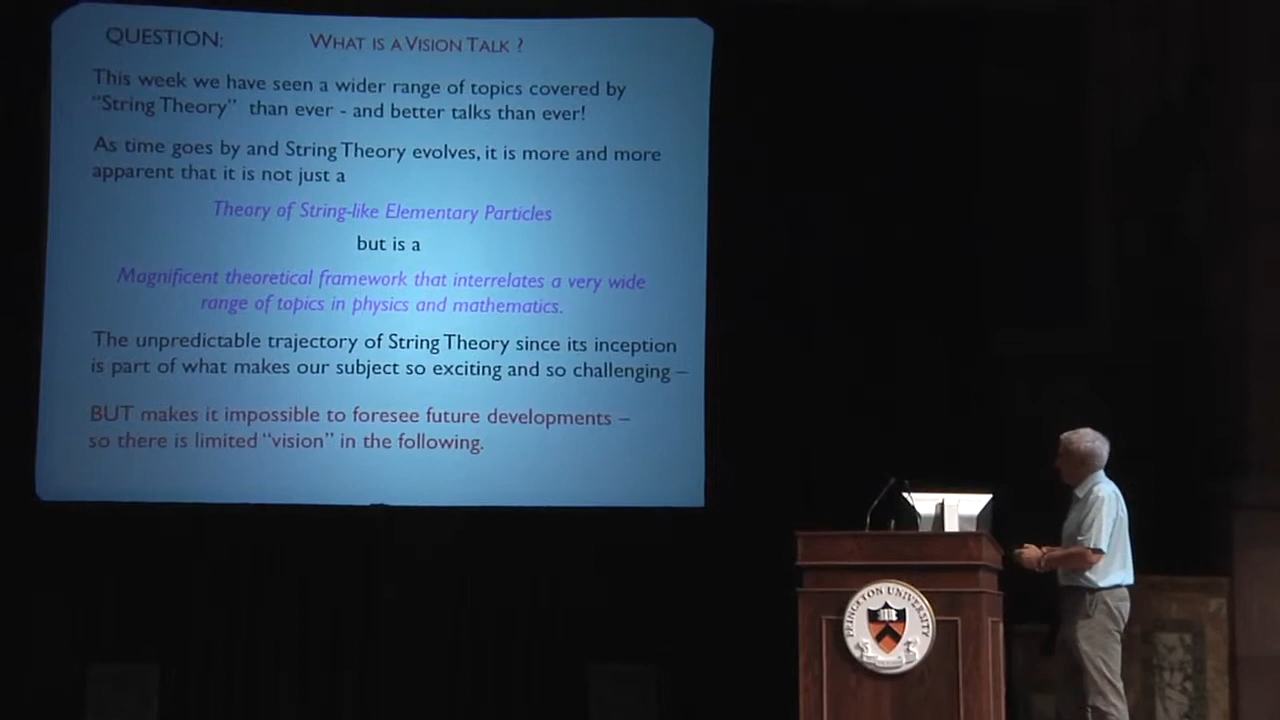 QUESTION: WHAT IS A VISION TALK ?
This week we have seen a wider range of topics covered by
"String Theory" than ever - and better talks than ever!
As time goes by and String Theory evolves, it is more and more
apparent that it is not just a
Theory of String-like Elementary Particles
but is a
Magnificent theoretical framework that interrelates a very wide
range of topics in physics and mathematics.
The unpredictable trajectory of String Theory since its inception
is part of what makes our subject so exciting and so challenging –
BUT makes it impossible to foresee future developments –
so there is limited "vision" in the following.
PRINCETON UNIVERSITY